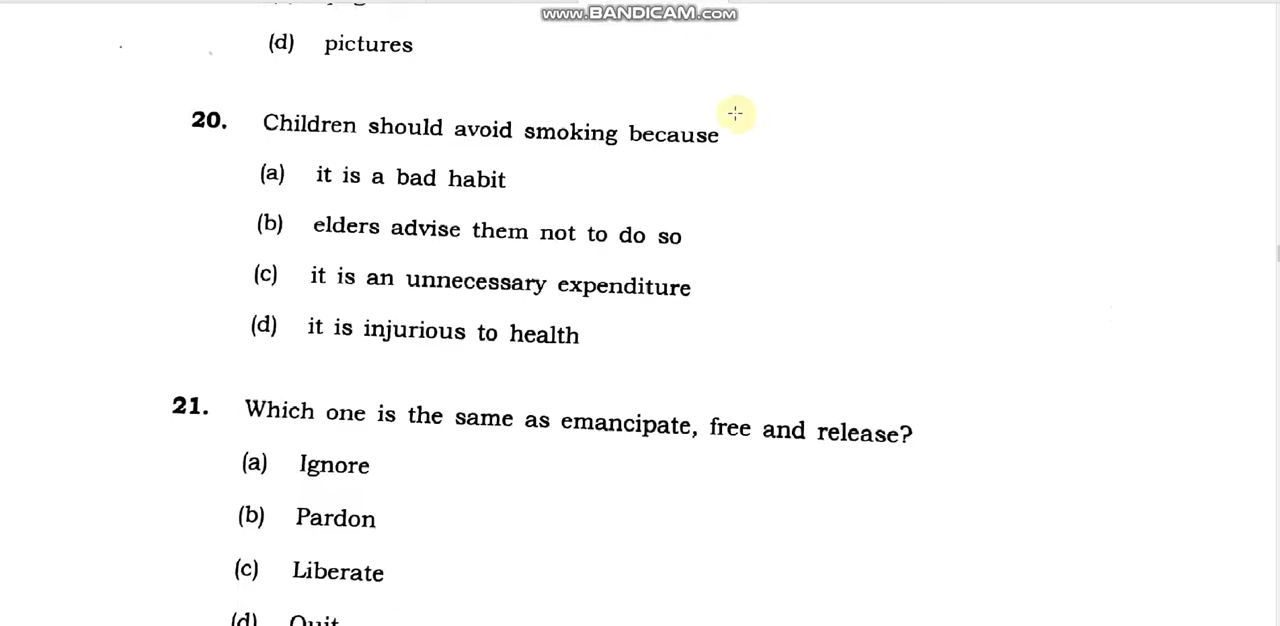 www.BANDICAM.com
(d) pictures
20. Children should avoid smoking because
(a) it is a bad habit
(b) elders advise them not to do so
(c) it is an unnecessary expenditure
(d) it is injurious to health
21. Which one is the same as emancipate, free and release?
(a) Ignore
(b) Pardon
(c) Liberate
(d) Quit